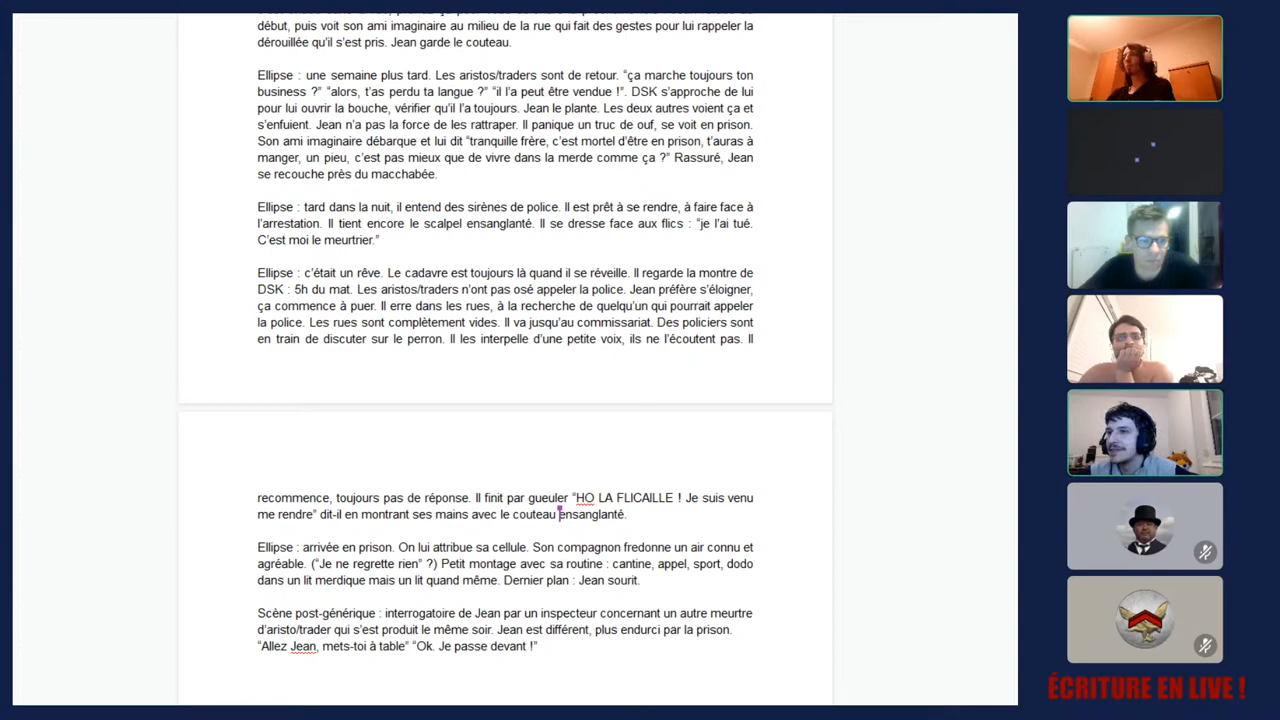 début, puis voit son ami imaginaire au milieu de la rue qui fait des gestes pour lui rappeler la
dérouillée qu’il s’est pris. Jean garde le couteau.
Ellipse : une semaine plus tard. Les aristos/traders sont de retour. “ça marche toujours ton
business ?” “alors, t’as perdu ta langue ?” “il l’a peut être vendue !”. DSK s’approche de lui
pour lui ouvrir la bouche, vérifier qu’il l’a toujours. Jean le plante. Les deux autres voient ça et
s’enfuient. Jean n’a pas la force de les rattraper. Il panique un truc de ouf, se voit en prison.
Son ami imaginaire débarque et lui dit “tranquille frère, c’est mortel d’être en prison, t’auras à
manger, un pieu, c’est pas mieux que de vivre dans la merde comme ça ?” Rassuré, Jean
se recouche près du macchabée.
Ellipse : tard dans la nuit, il entend des sirènes de police. Il est prêt à se rendre, à faire face à
l’arrestation. Il tient encore le scalpel ensanglanté. Il se dresse face aux flics : “je l’ai tué.
C’est moi le meurtrier.”
Ellipse : c’était un rêve. Le cadavre est toujours là quand il se réveille. Il regarde la montre de
DSK : 5h du mat. Les aristos/traders n’ont pas osé appeler la police. Jean préfère s’éloigner,
ça commence à puer. Il erre dans les rues, à la recherche de quelqu’un qui pourrait appeler
la police. Les rues sont complètement vides. Il va jusqu’au commissariat. Des policiers sont
en train de discuter sur le perron. Il les interpelle d’une petite voix, ils ne l’écoutent pas. Il
recommence, toujours pas de réponse. Il finit par gueuler “HO LA FLICAILLE ! Je suis venu
me rendre” dit-il en montrant ses mains avec le couteau ensanglanté.
Ellipse : arrivée en prison. On lui attribue sa cellule. Son compagnon fredonne un air connu et
agréable. (“Je ne regrette rien” ?) Petit montage avec sa routine : cantine, appel, sport, dodo
dans un lit merdique mais un lit quand même. Dernier plan : Jean sourit.
Scène post-générique : interrogatoire de Jean par un inspecteur concernant un autre meurtre
d’aristo/trader qui s’est produit le même soir. Jean est différent, plus endurci par la prison.
“Allez Jean, mets-toi à table” “Ok. Je passe devant !”
ÉCRITURE EN LIVE !